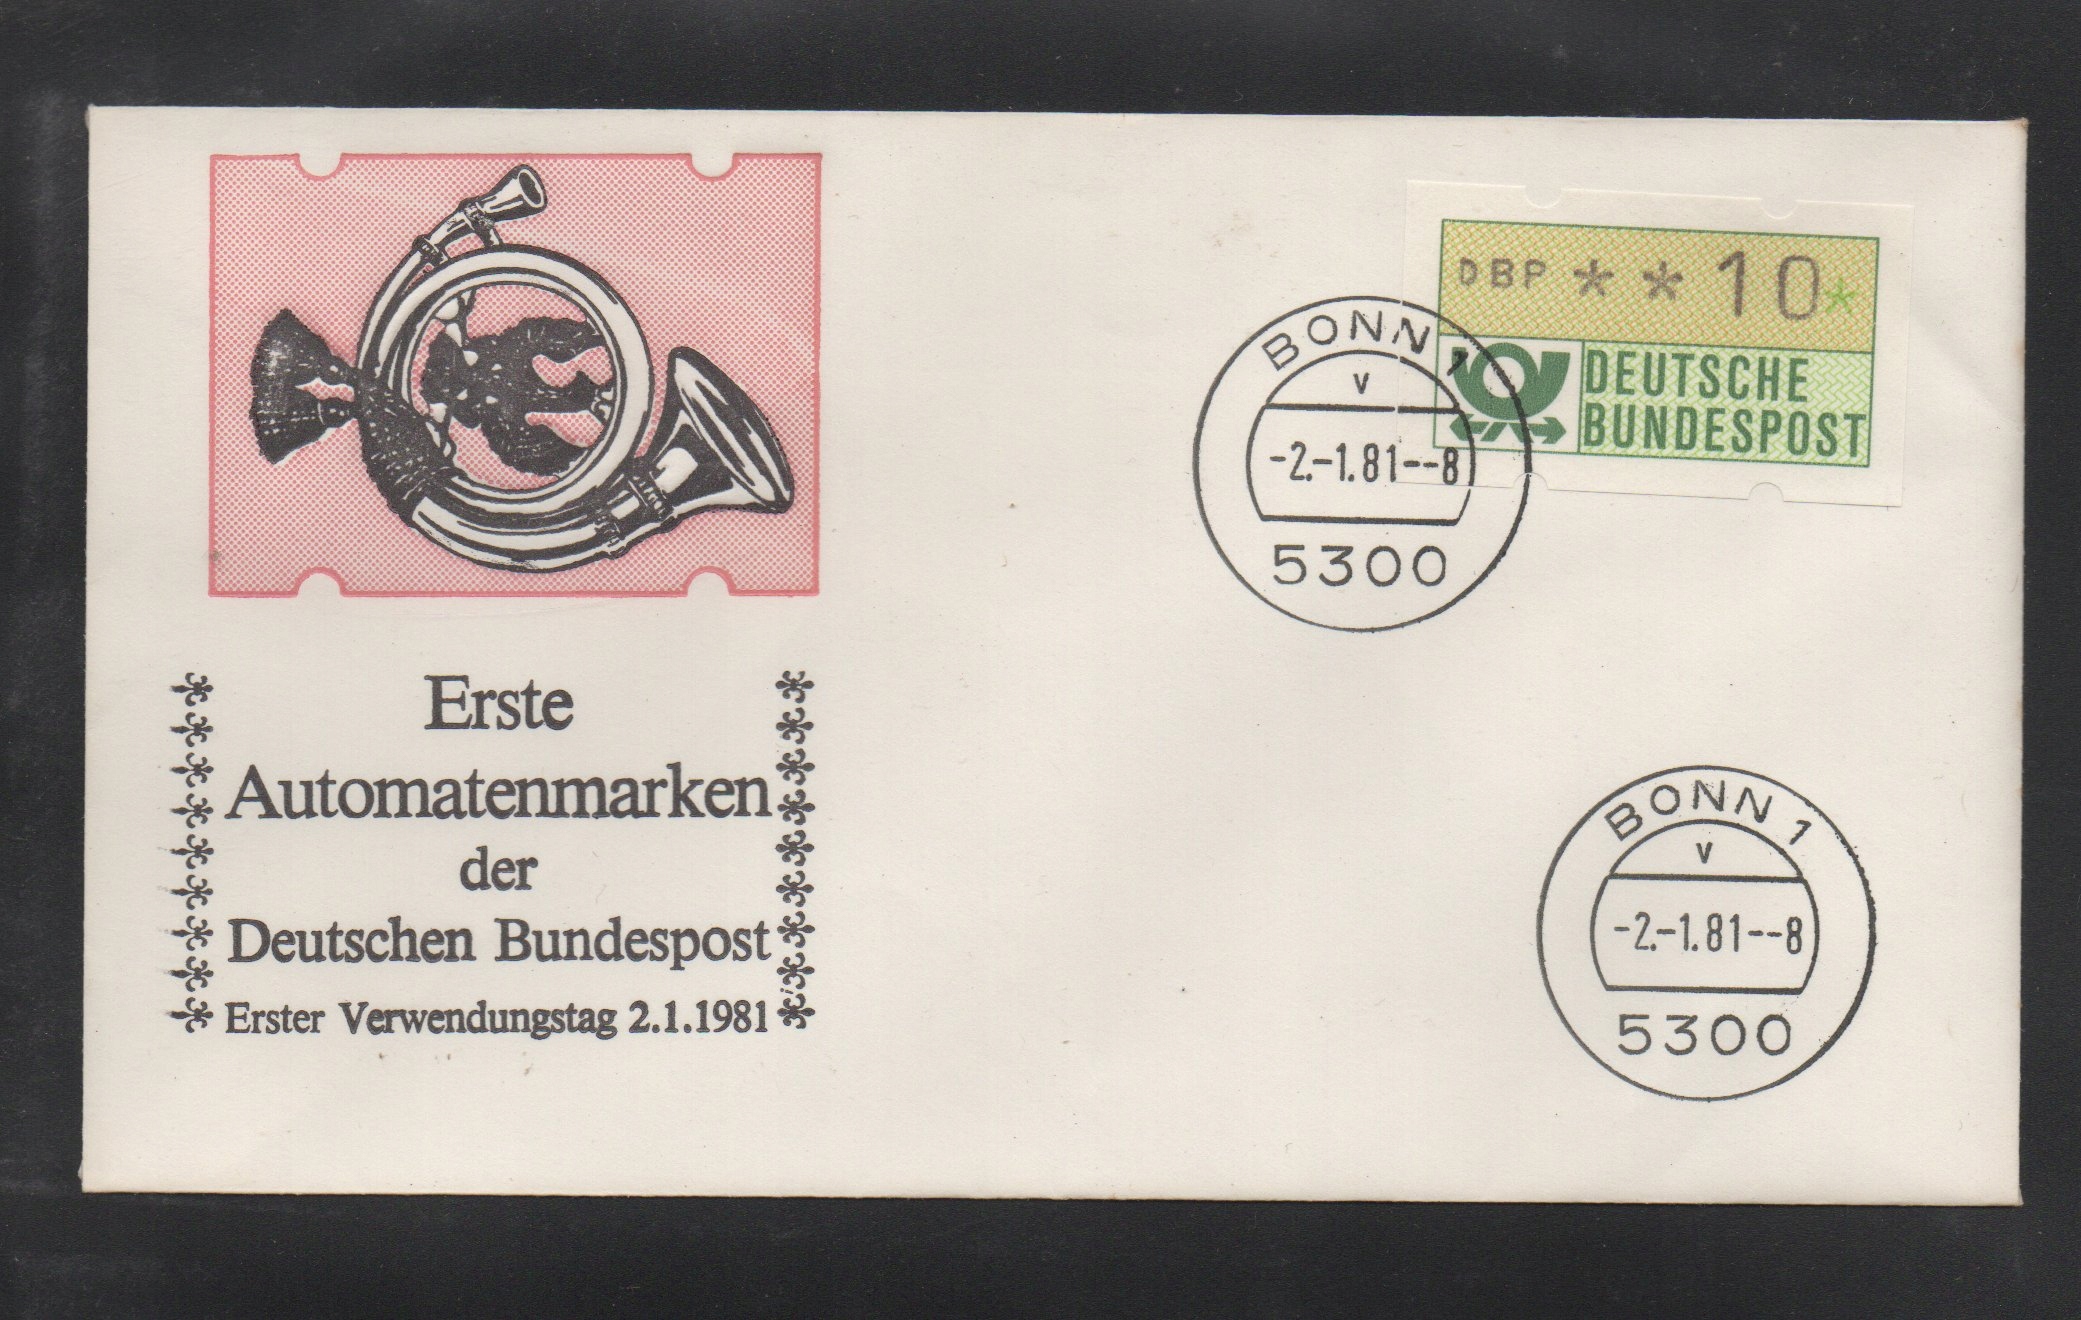 Erste
Automatenmarken
der
Deutschen Bundespost
Erster Verwendungstag 2.1.1981
DBP **10*
DEUTSCHE
BUNDESPOST
BONN 1
v
-2.-1.81--8
5300
BONN 1
v
-2.-1.81--8
5300